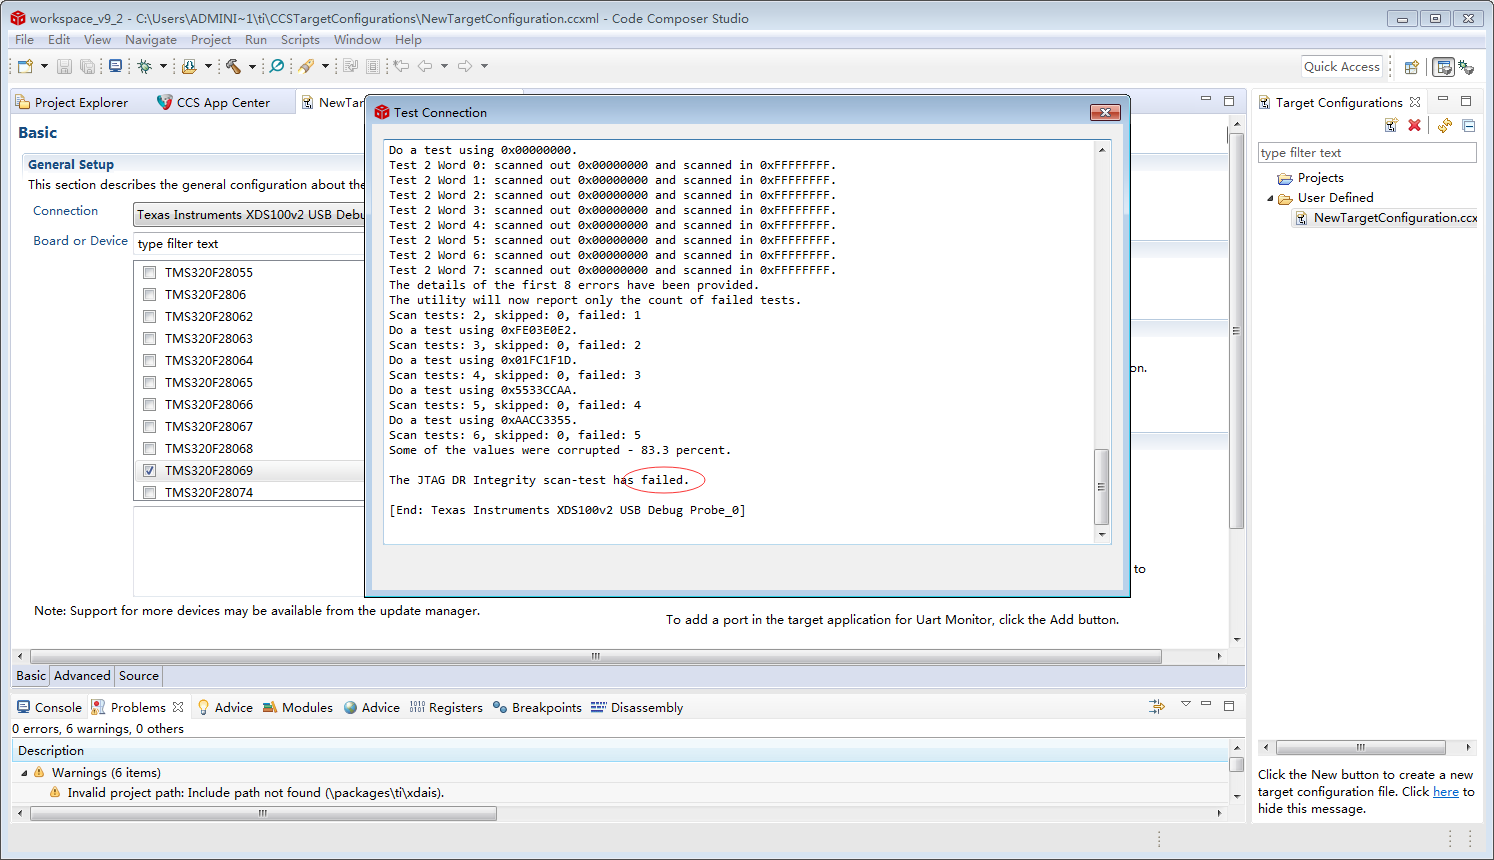 workspace_v9_2 - C:\Users\ADMINI~1\ti\CCSTargetConfigurations\NewTargetConfiguration.ccxml - Code Composer Studio
File Edit View Navigate Project Run Scripts Window Help
Quick Access
Project Explorer
CCS App Center
NewTar
Basic
General Setup
This section describes the general configuration about the
Connection
Texas Instruments XDS100v2 USB Debu
Board or Device
type filter text
TMS320F28055
TMS320F2806
TMS320F28062
TMS320F28063
TMS320F28064
TMS320F28065
TMS320F28066
TMS320F28067
TMS320F28068
TMS320F28069
TMS320F28074
Note: Support for more devices may be available from the update manager.
Test Connection
Do a test using 0x00000000.
Test 2 Word 0: scanned out 0x00000000 and scanned in 0xFFFFFFFF.
Test 2 Word 1: scanned out 0x00000000 and scanned in 0xFFFFFFFF.
Test 2 Word 2: scanned out 0x00000000 and scanned in 0xFFFFFFFF.
Test 2 Word 3: scanned out 0x00000000 and scanned in 0xFFFFFFFF.
Test 2 Word 4: scanned out 0x00000000 and scanned in 0xFFFFFFFF.
Test 2 Word 5: scanned out 0x00000000 and scanned in 0xFFFFFFFF.
Test 2 Word 6: scanned out 0x00000000 and scanned in 0xFFFFFFFF.
Test 2 Word 7: scanned out 0x00000000 and scanned in 0xFFFFFFFF.
The details of the first 8 errors have been provided.
The utility will now report only the count of failed tests.
Scan tests: 2, skipped: 0, failed: 1
Do a test using 0xFE03E0E2.
Scan tests: 3, skipped: 0, failed: 2
Do a test using 0x01FC1F1D.
Scan tests: 4, skipped: 0, failed: 3
Do a test using 0x5533CCAA.
Scan tests: 5, skipped: 0, failed: 4
Do a test using 0xAACC3355.
Scan tests: 6, skipped: 0, failed: 5
Some of the values were corrupted - 83.3 percent.
The JTAG DR Integrity scan-test has failed.
[End: Texas Instruments XDS100v2 USB Debug Probe_0]
on.
to
To add a port in the target application for Uart Monitor, click the Add button.
Basic Advanced Source
Target Configurations
type filter text
Projects
User Defined
NewTargetConfiguration.ccx
Click the New button to create a new
target configuration file. Click here to
hide this message.
Console Problems Advice Modules Advice Registers Breakpoints Disassembly
0 errors, 6 warnings, 0 others
Description
Warnings (6 items)
Invalid project path: Include path not found (\packages\ti\xdais).